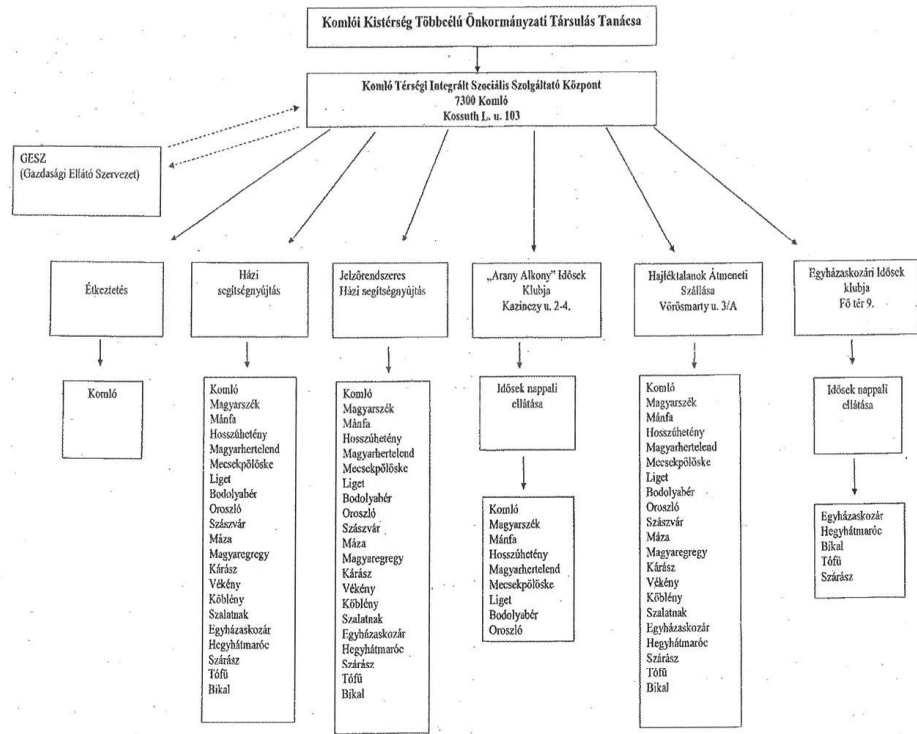 Komlói Kistérség Többcélú Önkormányzati Társulás Tanácsa
Komló Térségi Integrált Szociális Szolgáltató Központ
7300 Komló
Kossuth L. u. 103
GESZ
(Gazdasági Ellátó Szervezet)
Étkeztetés
Házi
segítségnyújtás
Jelzőrendszeres
Házi segítségnyújtás
„Arany Alkony” Idősek
Klubja
Kazinczy u. 2-4.
Hajléktalanok Átmeneti
Szállása
Vörösmarty u. 3/A
Egyházaskozári Idősek
klubja
Fő tér 9.
Komló
Komló
Magyarszék
Mánfa
Hosszúhetény
Magyarhertelend
Mecsekpölöske
Liget
Bodolyabér
Oroszló
Szászvár
Máza
Magyaregregy
Kárász
Vékény
Köblény
Szalatnak
Egyházaskozár
Hegyhátmaróc
Szárász
Tófü
Bikal
Komló
Magyarszék
Mánfa
Hosszúhetény
Magyarhertelend
Mecsekpölöske
Liget
Bodolyabér
Oroszló
Szászvár
Máza
Magyaregregy
Kárász
Vékény
Köblény
Szalatnak
Egyházaskozár
Hegyhátmaróc
Szárász
Tófü
Bikal
Idősek nappali
ellátása
Komló
Magyarszék
Mánfa
Hosszúhetény
Magyarhertelend
Mecsekpölöske
Liget
Bodolyabér
Oroszló
Komló
Magyarszék
Mánfa
Hosszúhetény
Magyarhertelend
Mecsekpölöske
Liget
Bodolyabér
Oroszló
Szászvár
Máza
Magyaregregy
Kárász
Vékény
Köblény
Szalatnak
Egyházaskozár
Hegyhátmaróc
Szárász
Tófü
Bikal
Idősek nappali
ellátása
Egyházaskozár
Hegyhátmaróc
Bikal
Tófü
Szárász